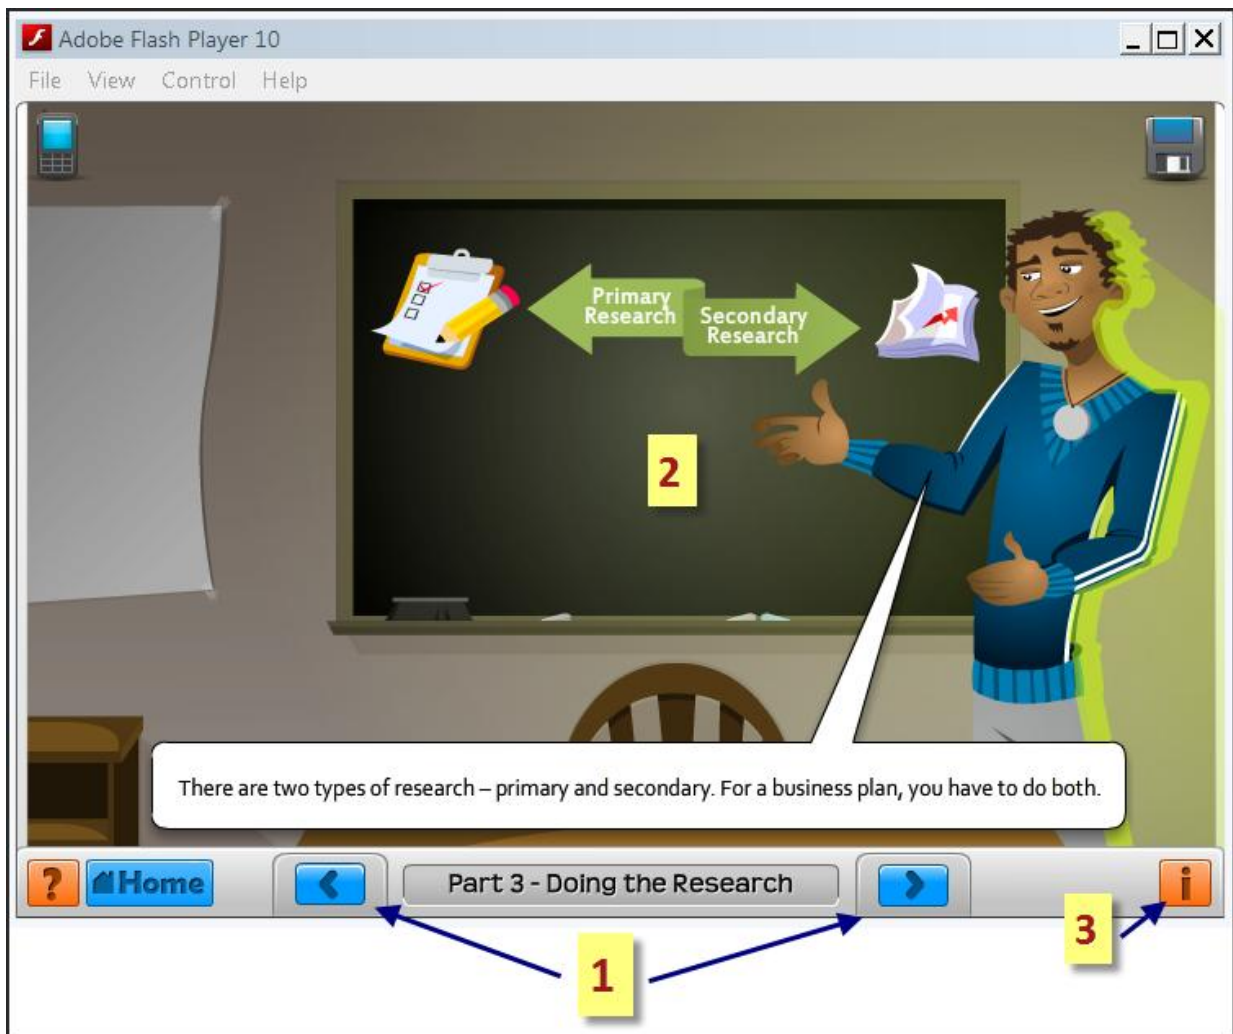 Adobe Flash Player 10
File View Control Help
Primary
Research
Secondary
Research
2
There are two types of research – primary and secondary. For a business plan, you have to do both.
? Home
Part 3 - Doing the Research
i
1
3